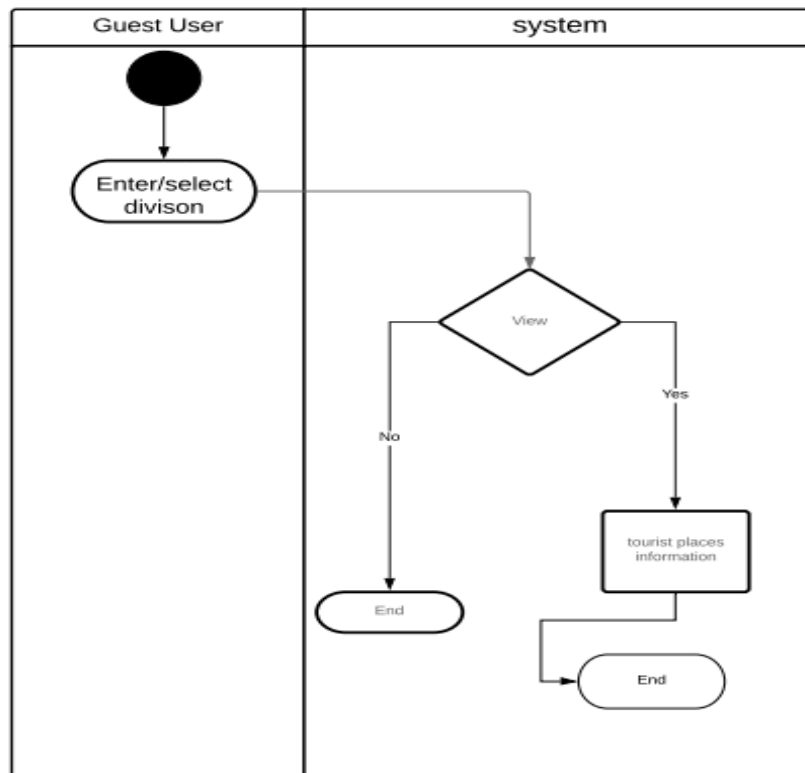 Guest User
system
Enter/select
divison
View
Yes
No
tourist places
information
End
End